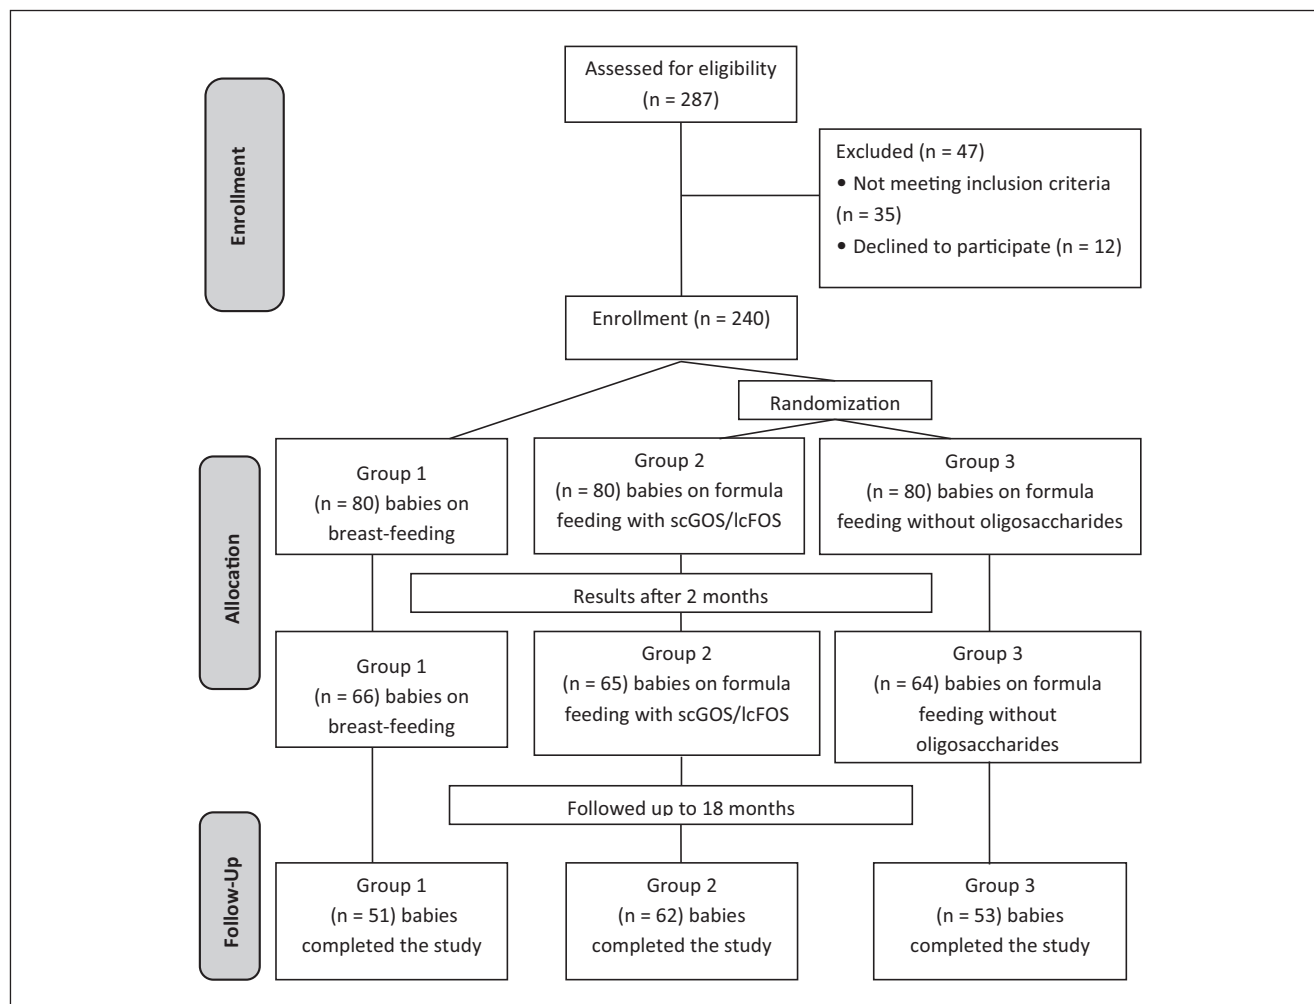 Enrollment
Assessed for eligibility
(n = 287)
Excluded (n = 47)
• Not meeting inclusion criteria
(n = 35)
• Declined to participate (n = 12)
Enrollment (n = 240)
Randomization
Allocation
Group 1
(n = 80) babies on
breast-feeding
Group 2
(n = 80) babies on formula
feeding with scGOS/lcFOS
Group 3
(n = 80) babies on formula
feeding without oligosaccharides
Results after 2 months
Group 1
(n = 66) babies on
breast-feeding
Group 2
(n = 65) babies on formula
feeding with scGOS/lcFOS
Group 3
(n = 64) babies on formula
feeding without
oligosaccharides
Followed up to 18 months
Follow-Up
Group 1
(n = 51) babies
completed the study
Group 2
(n = 62) babies
completed the study
Group 3
(n = 53) babies
completed the study